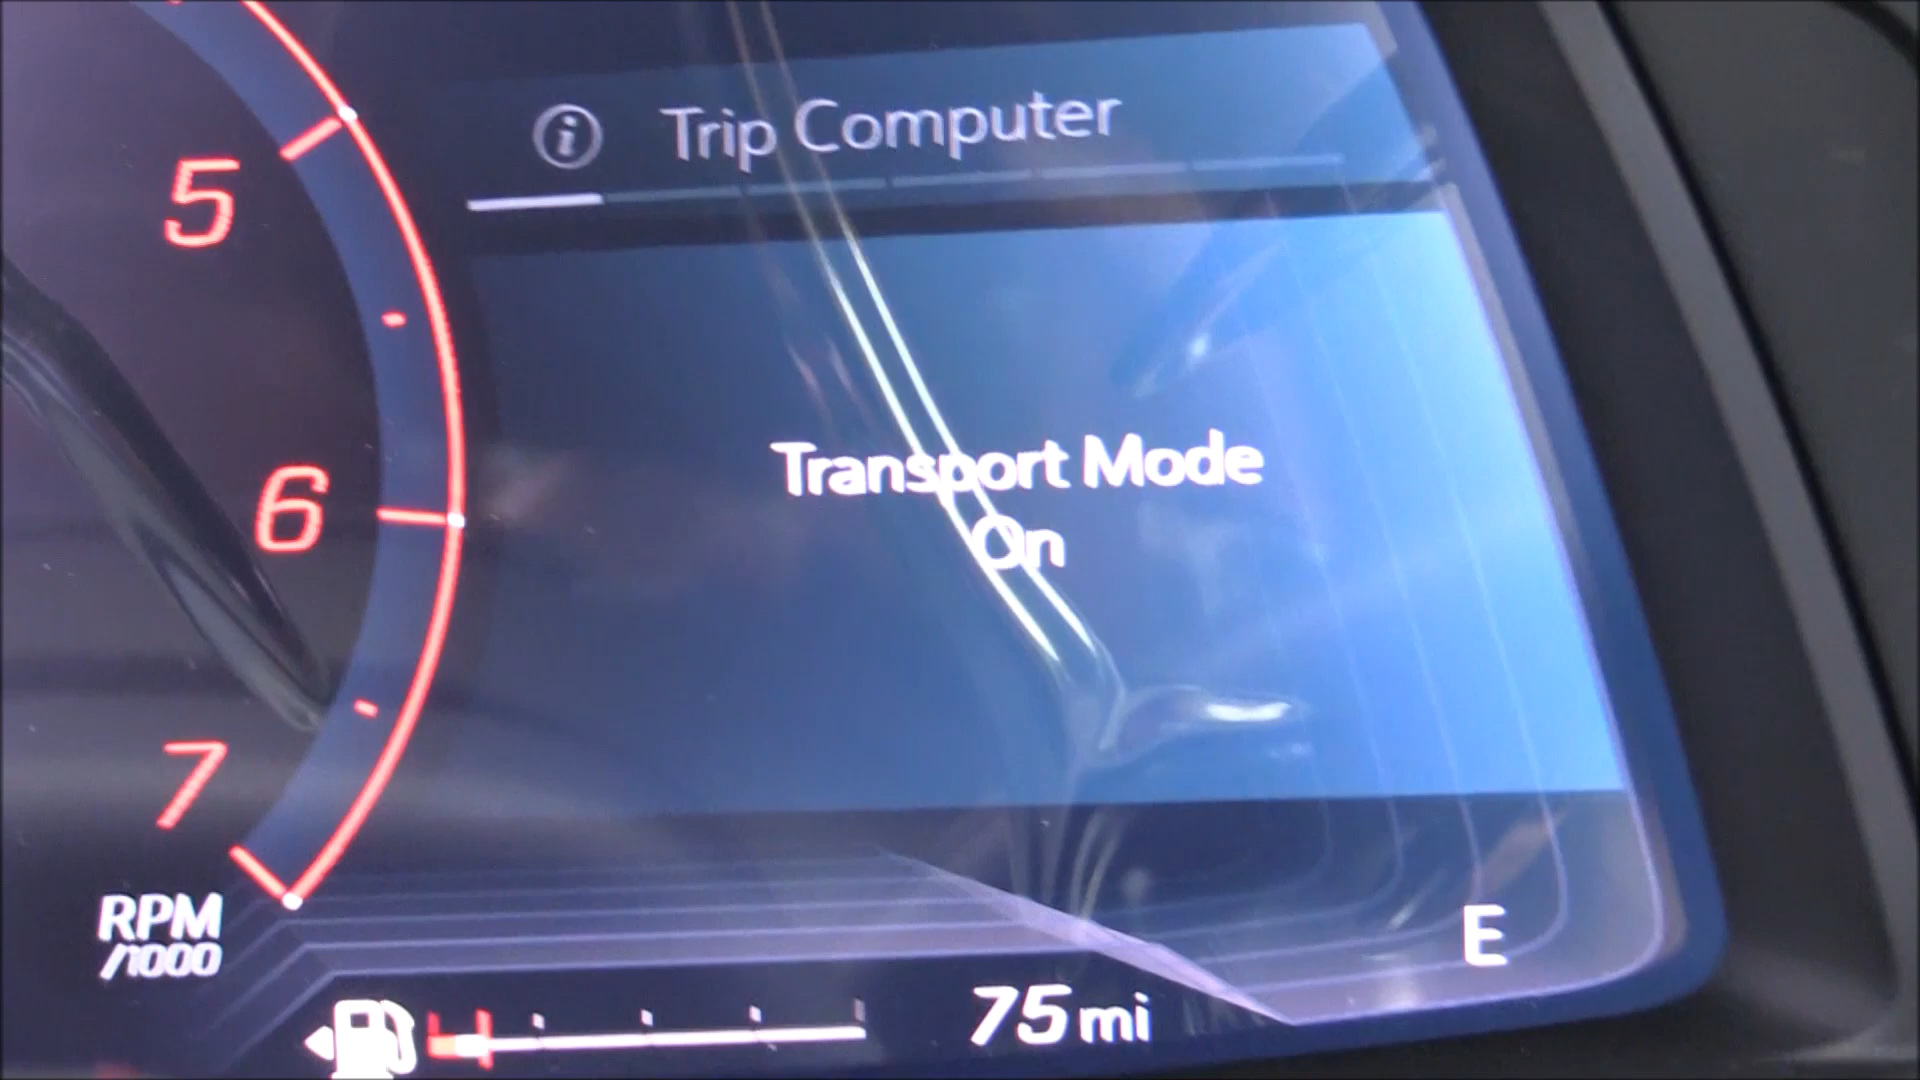 Trip Computer
5
Transport Mode
On
6
7
RPM
/1000
E
75 mi